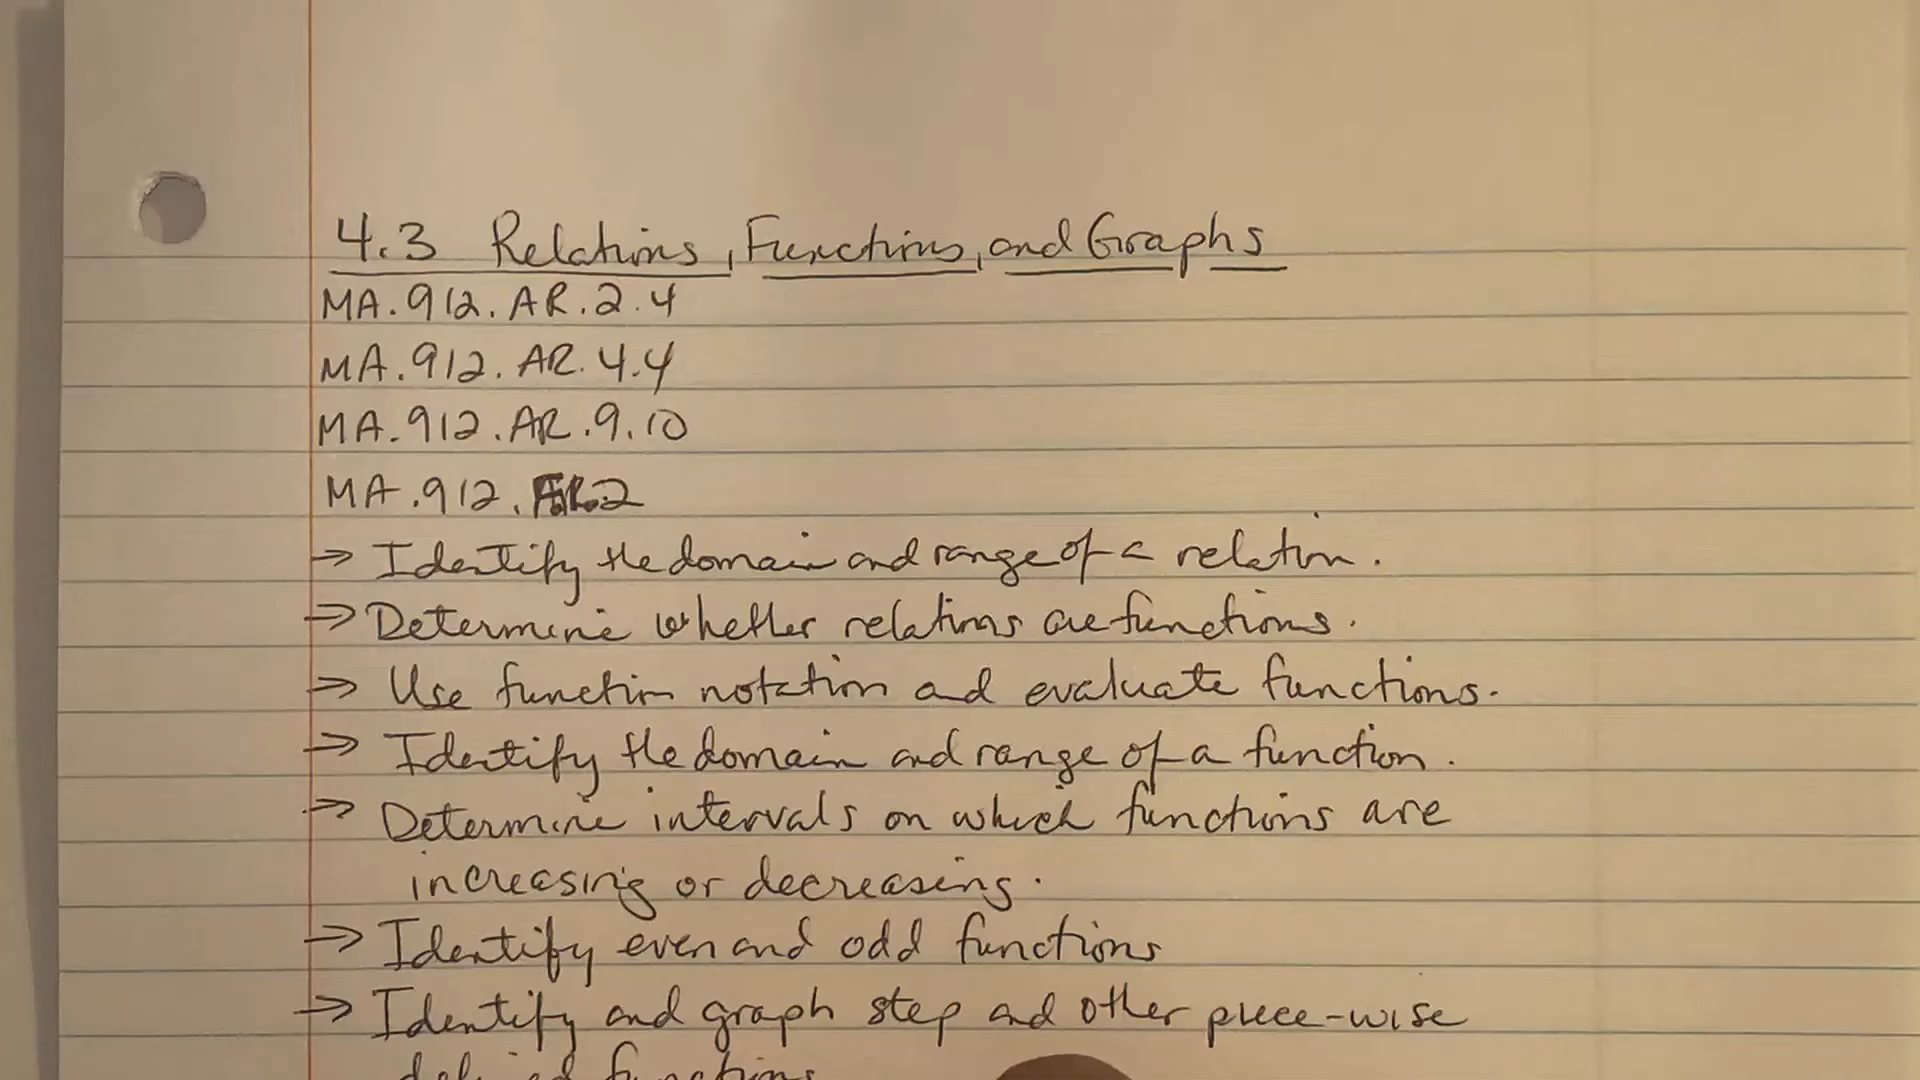 4.3 Relations, Functions, and Graphs
MA.912.AR.2.4
MA.912.AR.4.4
MA.912.AR.9.10
MA.912.
→ Identify the domain and range of a relation.
→ Determine whether relations are functions.
→ Use function notation and evaluate functions.
→ Identify the domain and range of a function.
→ Determine intervals on which functions are
increasing or decreasing.
→ Identify even and odd functions
→ Identify and graph step and other piece-wise
defined functions